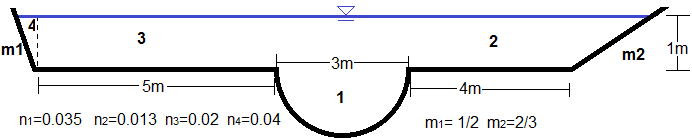 4
3
2
m1
m2
1m
3m
5m
4m
1
n₁=0.035 n₂=0.013 n₃=0.02 n₄=0.04
m₁= 1/2 m₂=2/3